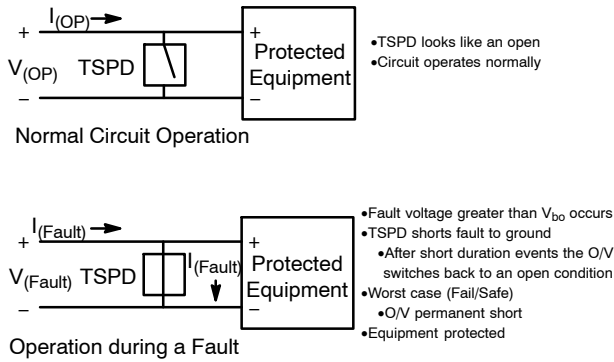 I(OP)
+
+
V(OP)
TSPD
Protected
Equipment
−
−
•TSPD looks like an open
•Circuit operates normally
Normal Circuit Operation
I(Fault)
+
+
V(Fault)
TSPD
I(Fault)
Protected
Equipment
−
−
•Fault voltage greater than Vbo occurs
•TSPD shorts fault to ground
•After short duration events the O/V
switches back to an open condition
•Worst case (Fail/Safe)
•O/V permanent short
•Equipment protected
Operation during a Fault